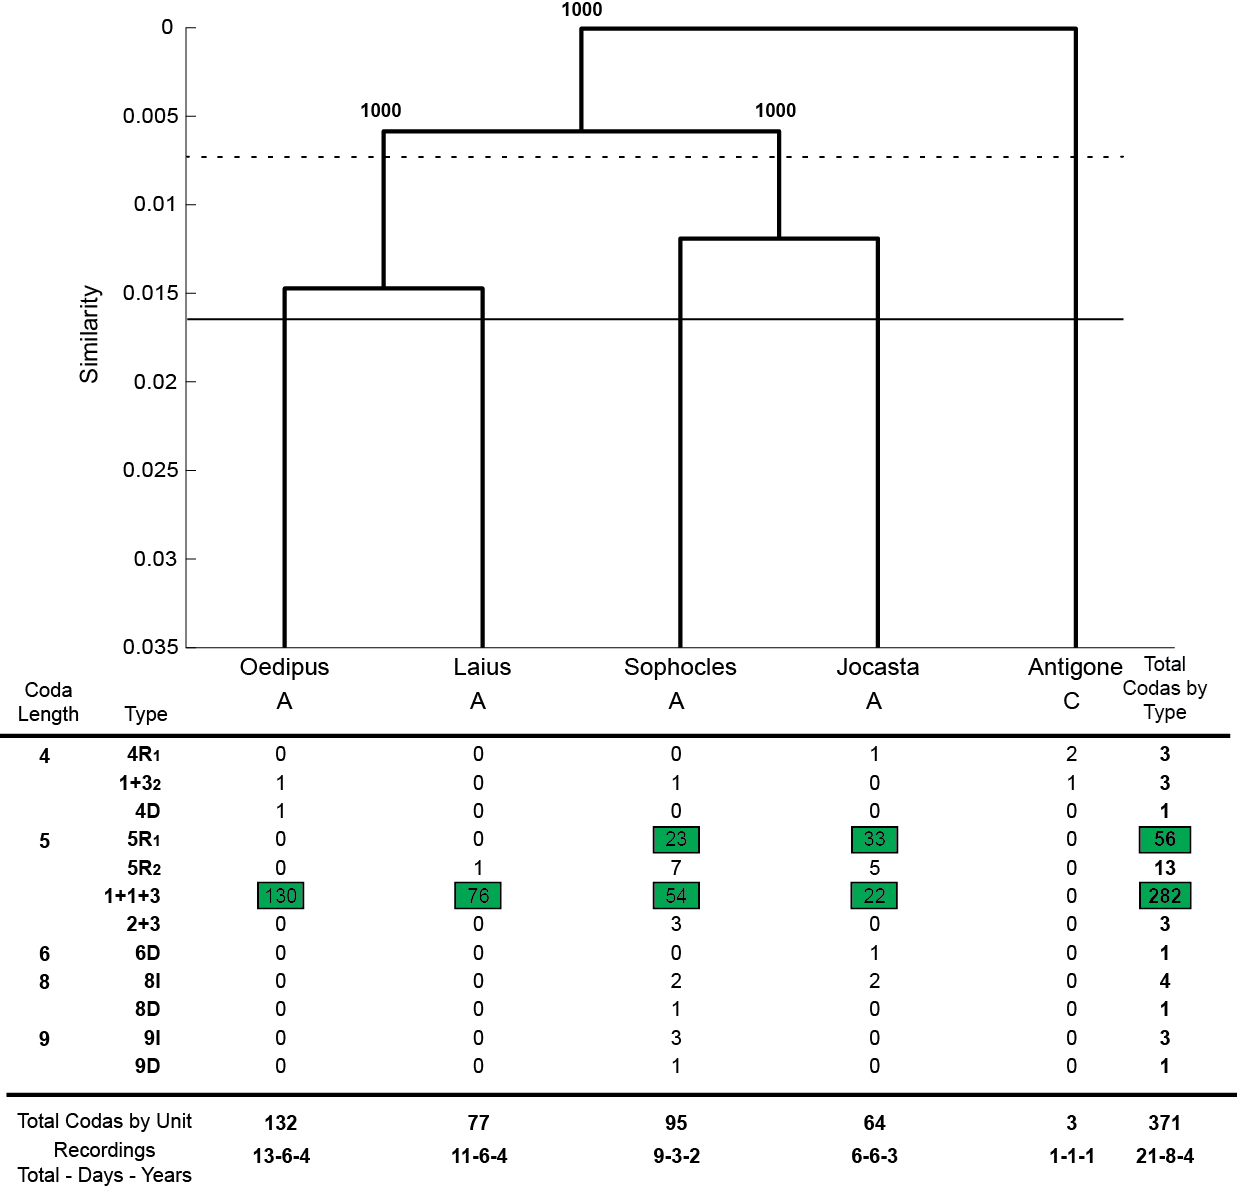 1000
0
1000
1000
0.005
0.01
0.015
0.02
0.025
0.03
0.035
Similarity
Oedipus Laius Sophocles Jocasta Antigone Total
Codas by
Type
Coda
Length Type A A A A C
4 4R1 0 0 0 1 2 3
1+32 1 0 1 0 1 3
4D 1 0 0 0 0 1
5 5R1 0 0 23 33 0 56
5R2 0 1 7 5 0 13
1+1+3 130 76 54 22 0 282
2+3 0 0 3 0 0 3
6 6D 0 0 0 1 0 1
8 8I 0 0 2 2 0 4
8D 0 0 1 0 0 1
9 9I 0 0 3 0 0 3
9D 0 0 1 0 0 1
Total Codas by Unit 132 77 95 64 3 371
Recordings
Total - Days - Years 13-6-4 11-6-4 9-3-2 6-6-3 1-1-1 21-8-4